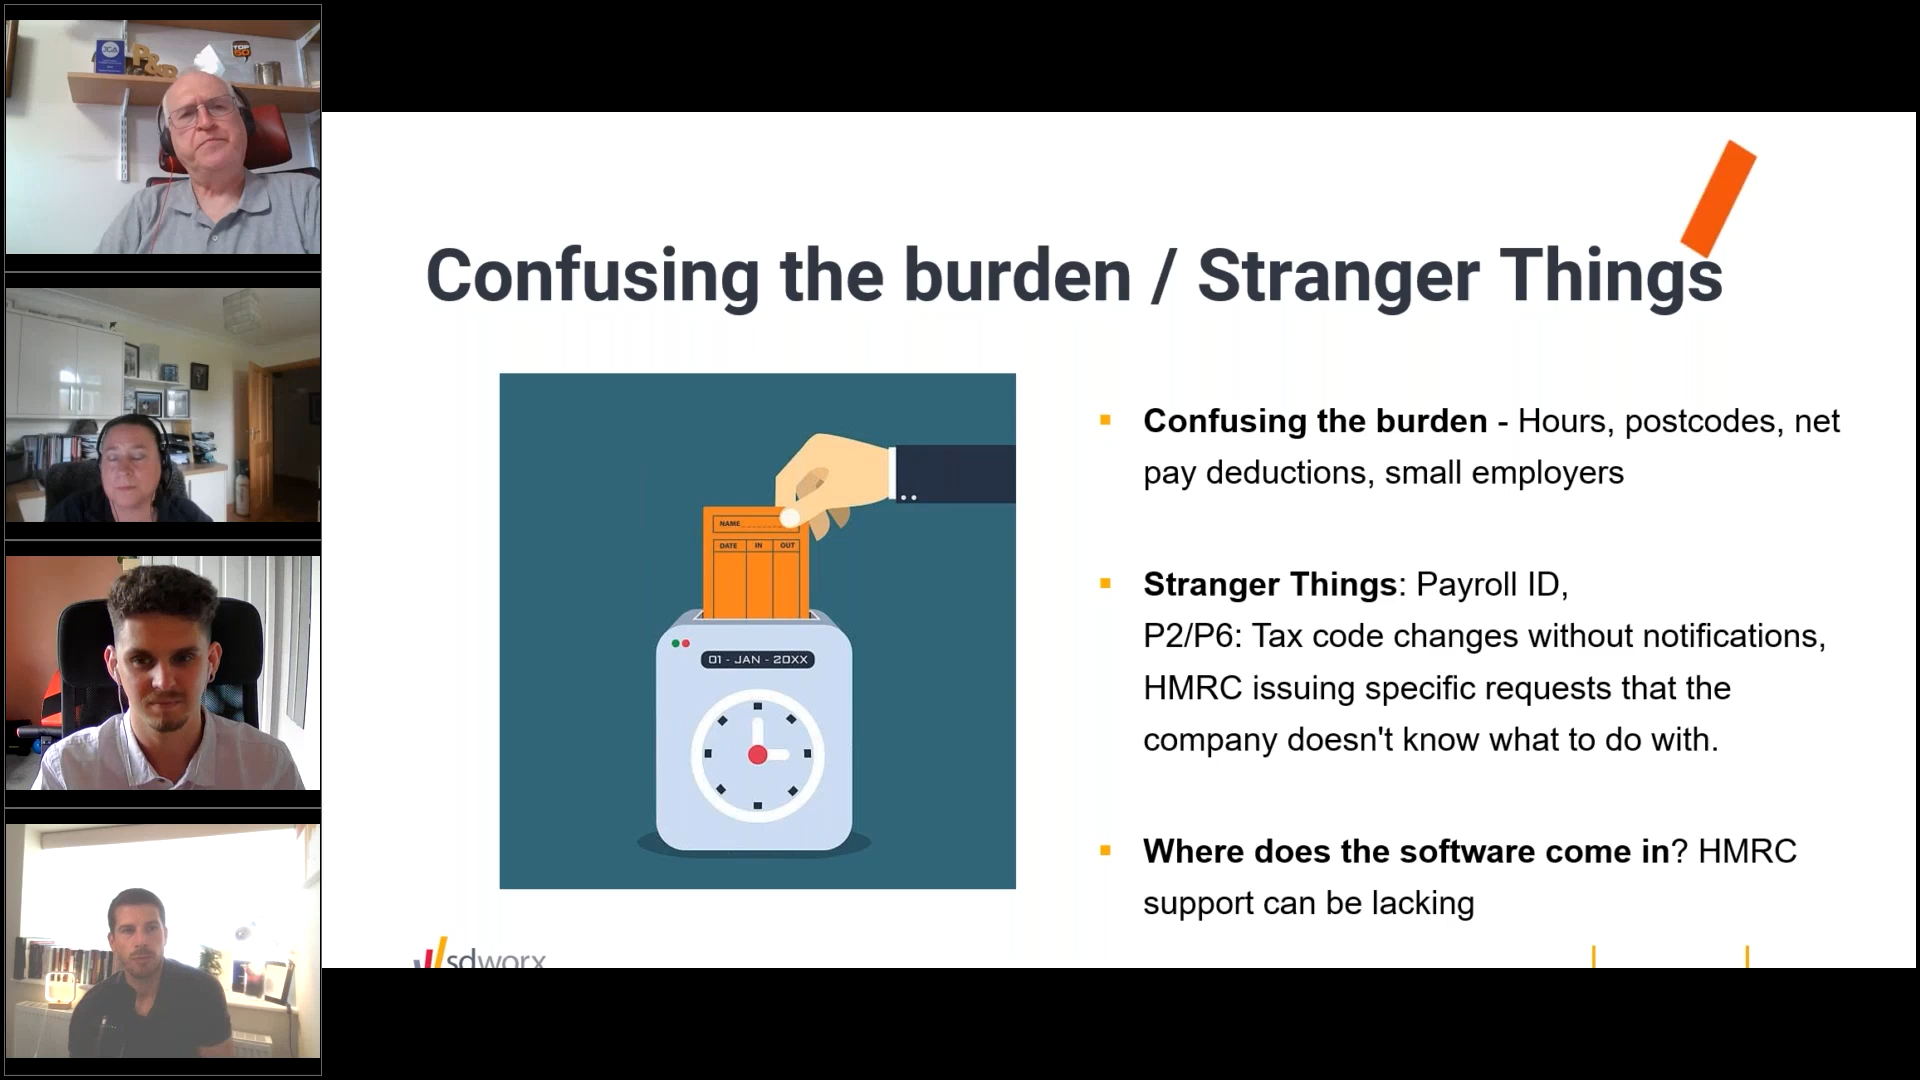 TOP
50
P&P
Confusing the burden / Stranger Things
NAME
DATE IN OUT
01 - JAN - 20XX
▪ Confusing the burden - Hours, postcodes, net
pay deductions, small employers
▪ Stranger Things: Payroll ID,
P2/P6: Tax code changes without notifications,
HMRC issuing specific requests that the
company doesn't know what to do with.
▪ Where does the software come in? HMRC
support can be lacking
sdworx